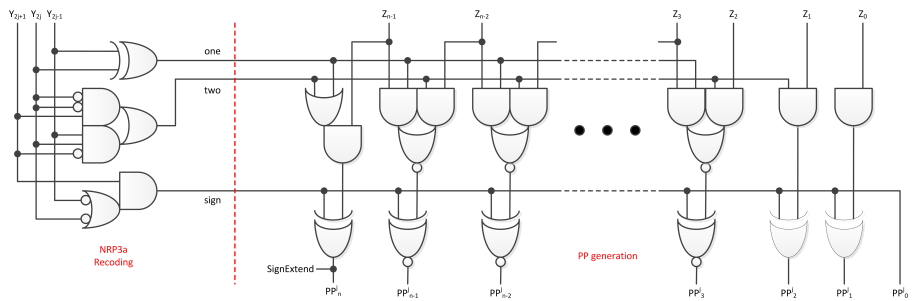 Y2j+1 Y2j Y2j-1 Zn-1 Zn-2 Z3 Z2 Z1 Z0
one
two
sign
NRP3a
Recoding
PP generation
SignExtend
PPjn PPjn-1 PPjn-2 PPj3 PPj2 PPj1 PPj0